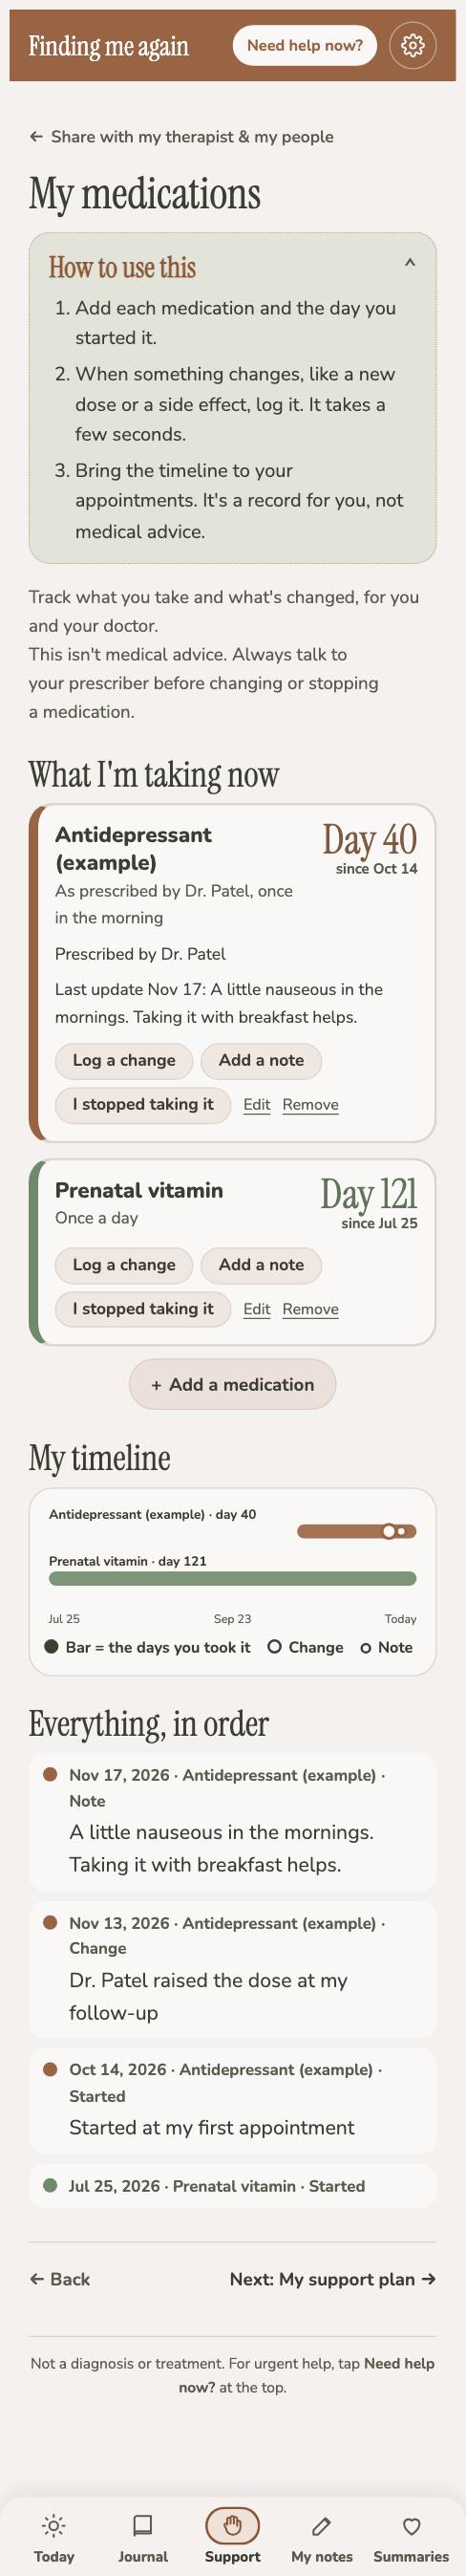 Finding me again
Need help now?
← Share with my therapist & my people
My medications
How to use this
1. Add each medication and the day you
started it.
2. When something changes, like a new
dose or a side effect, log it. It takes a
few seconds.
3. Bring the timeline to your
appointments. It's a record for you, not
medical advice.
Track what you take and what's changed, for you
and your doctor.
This isn't medical advice. Always talk to
your prescriber before changing or stopping
a medication.
What I'm taking now
Antidepressant
(example)
Day 40
since Oct 14
As prescribed by Dr. Patel, once
in the morning
Prescribed by Dr. Patel
Last update Nov 17: A little nauseous in the
mornings. Taking it with breakfast helps.
Log a change
Add a note
I stopped taking it
Edit
Remove
Prenatal vitamin
Day 121
Once a day
since Jul 25
Log a change
Add a note
I stopped taking it
Edit
Remove
+ Add a medication
My timeline
Antidepressant (example) · day 40
Prenatal vitamin · day 121
Jul 25
Sep 23
Today
Bar = the days you took it
Change
Note
Everything, in order
Nov 17, 2026 · Antidepressant (example) ·
Note
A little nauseous in the mornings.
Taking it with breakfast helps.
Nov 13, 2026 · Antidepressant (example) ·
Change
Dr. Patel raised the dose at my
follow-up
Oct 14, 2026 · Antidepressant (example) ·
Started
Started at my first appointment
Jul 25, 2026 · Prenatal vitamin · Started
← Back
Next: My support plan →
Not a diagnosis or treatment. For urgent help, tap Need help
now? at the top.
Today
Journal
Support
My notes
Summaries